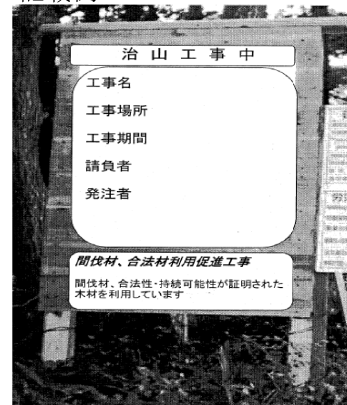 治山工事中
工事名
工事場所
工事期間
請負者
発注者
間伐材、合法材利用促進工事
間伐材、合法性・持続可能性が証明された
木材を利用しています